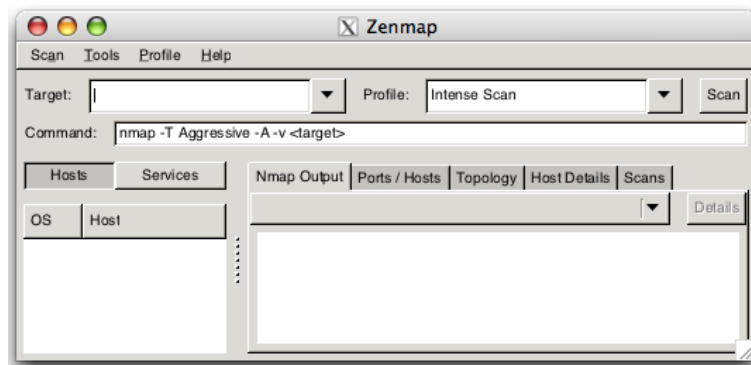 Zenmap
Scan Tools Profile Help
Target: Profile: Intense Scan Scan
Command: nmap -T Aggressive -A -v <target>
Hosts Services
Nmap Output Ports / Hosts Topology Host Details Scans
Details
OS Host